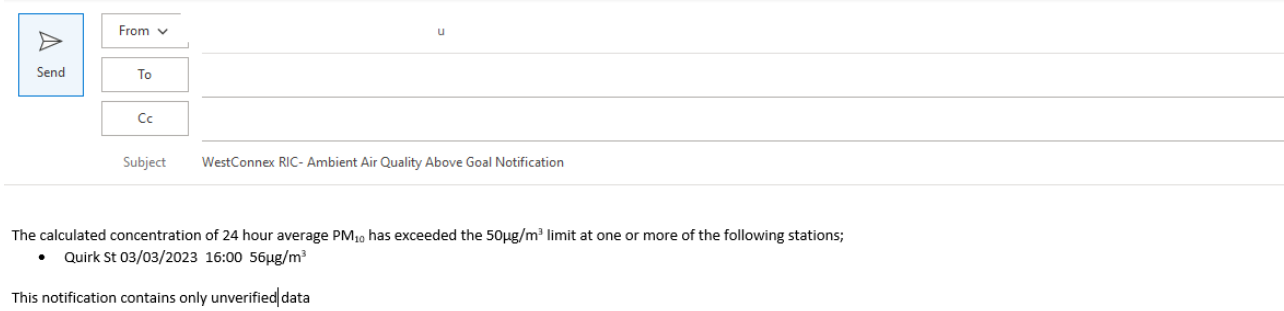 From
u
Send
To
Cc
Subject WestConnex RIC- Ambient Air Quality Above Goal Notification
The calculated concentration of 24 hour average PM₁₀ has exceeded the 50µg/m³ limit at one or more of the following stations;
• Quirk St 03/03/2023 16:00 56µg/m³
This notification contains only unverified data